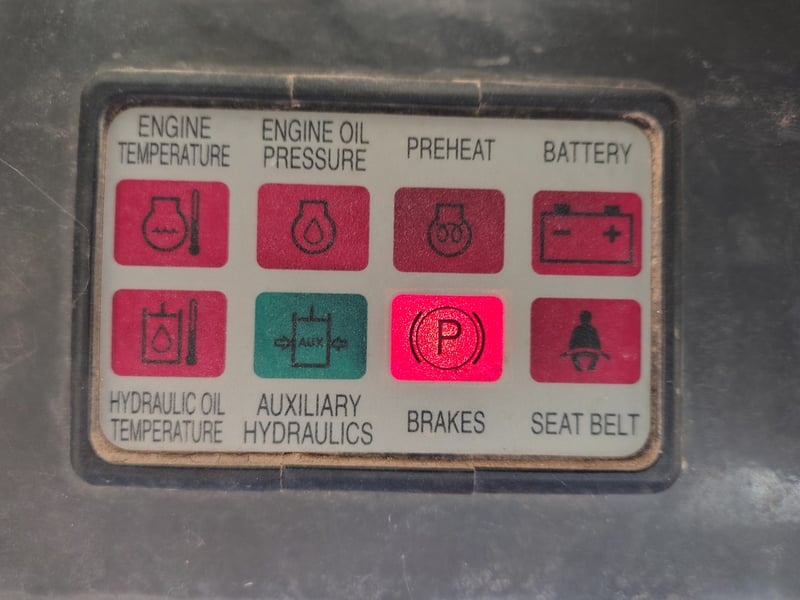 ENGINE
TEMPERATURE
ENGINE OIL
PRESSURE
PREHEAT
BATTERY
- +
AUX
P
HYDRAULIC OIL
TEMPERATURE
AUXILIARY
HYDRAULICS
BRAKES
SEAT BELT